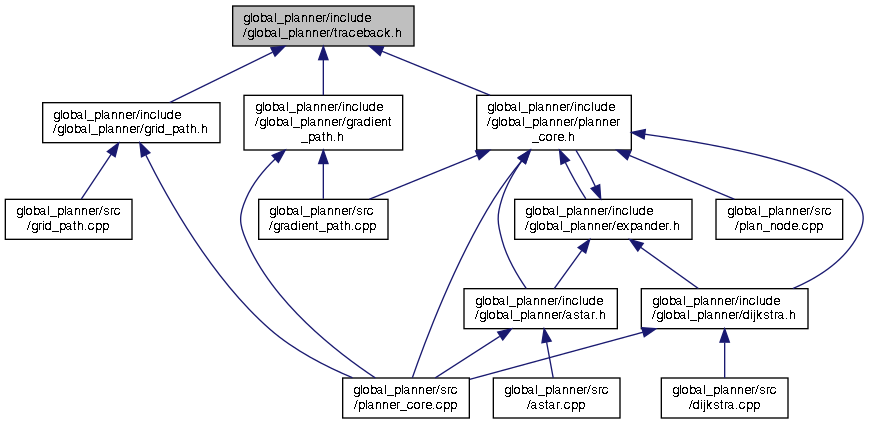 global_planner/include
/global_planner/traceback.h
global_planner/include
/global_planner/grid_path.h
global_planner/include
/global_planner/gradient
_path.h
global_planner/include
/global_planner/planner
_core.h
global_planner/src
/grid_path.cpp
global_planner/src
/gradient_path.cpp
global_planner/include
/global_planner/expander.h
global_planner/src
/plan_node.cpp
global_planner/include
/global_planner/astar.h
global_planner/include
/global_planner/dijkstra.h
global_planner/src
/planner_core.cpp
global_planner/src
/astar.cpp
global_planner/src
/dijkstra.cpp